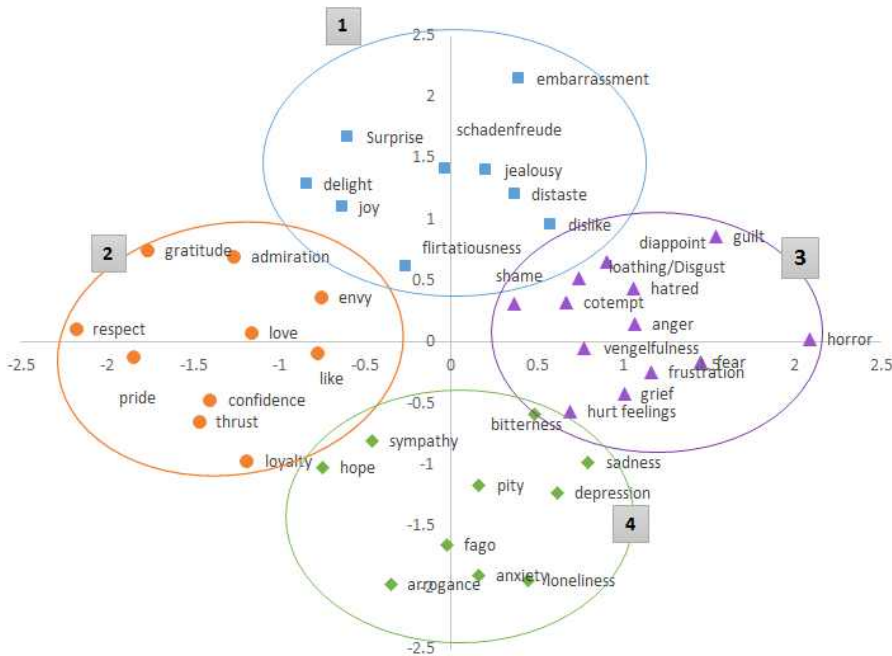 1
2.5
embarrassment
2
schadenfreude
Surprise
1.5
jealousy
delight
distaste
joy
1
dislike
guilt
2
gratitude
admiration
flirtatiousness
diappoint
3
0.5
shame
loathing/Disgust
envy
hatred
cotempt
respect
love
anger
0
horror
vengelfulness
-2.5
-2
-1.5
-1
-0.5
0.5
1
1.5
2
2.5
like
fear
frustration
pride
confidence
-0.5
grief
thrust
bitterness
hurt feelings
sympathy
loyalty
hope
-1
sadness
pity
depression
-1.5
4
fago
anxiety
loneliness
arrogance
-2
-2.5